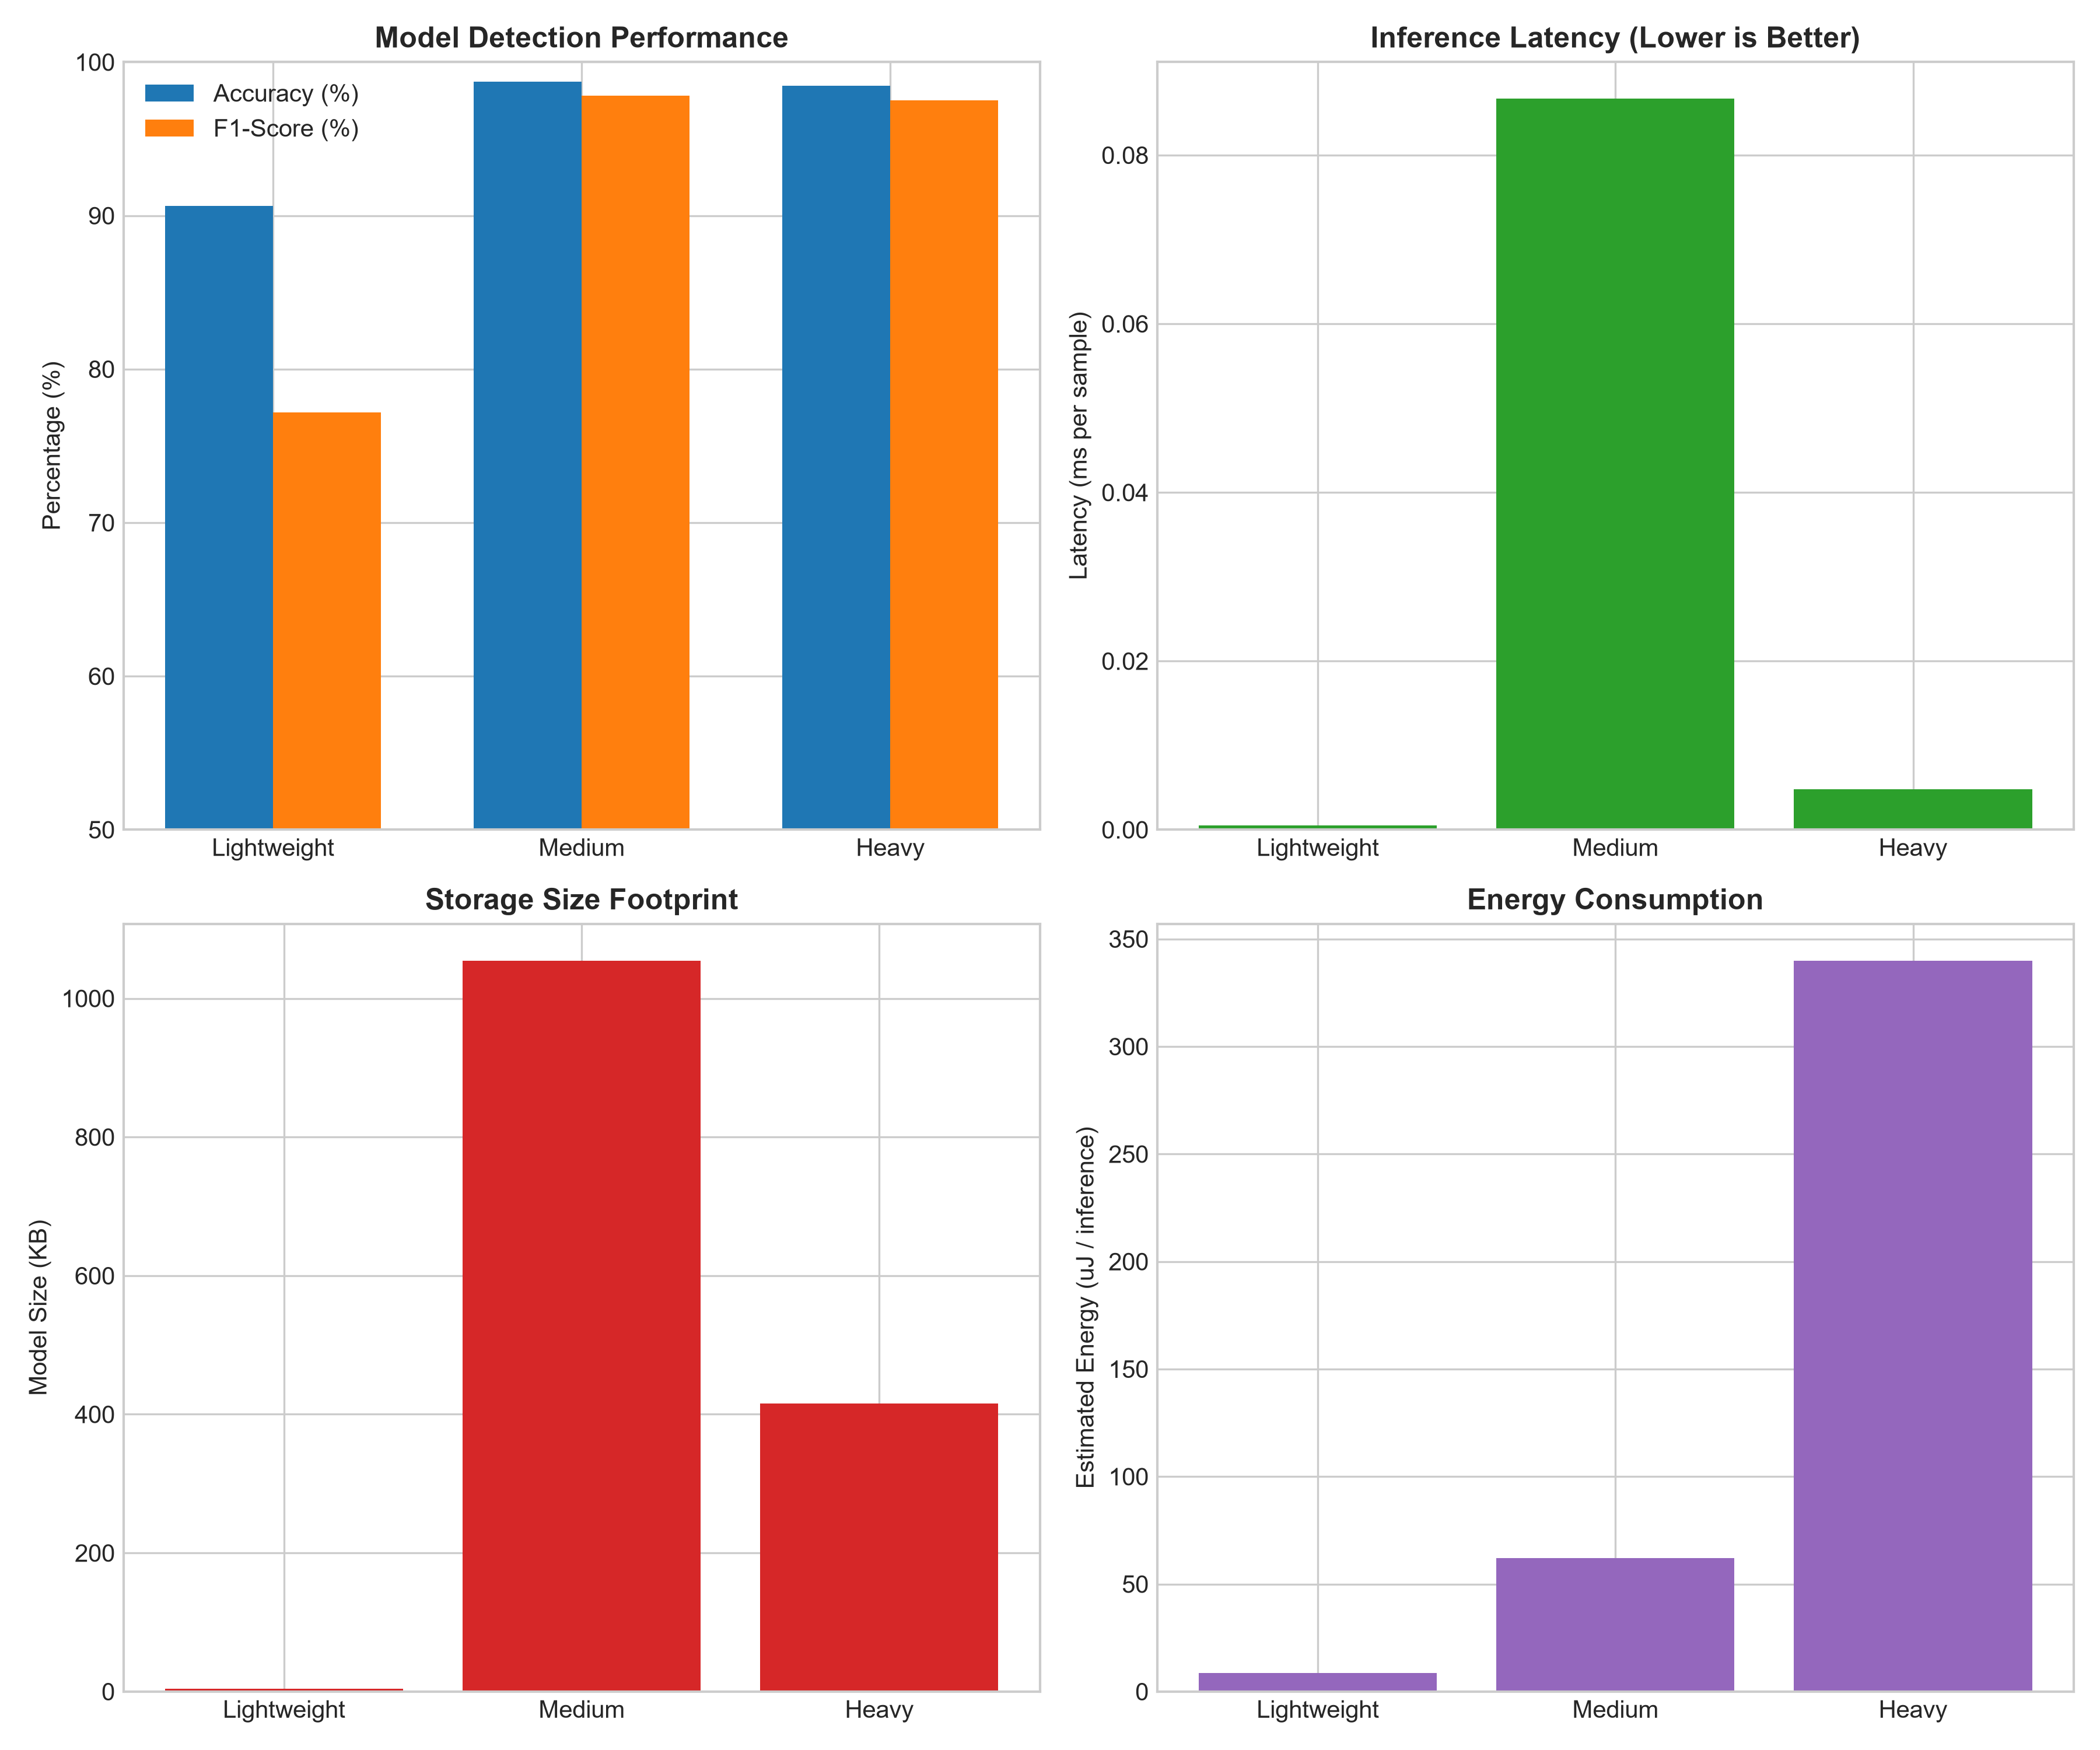 Model Detection Performance
Accuracy (%)
F1-Score (%)
Percentage (%)
100
90
80
70
60
50
Lightweight Medium Heavy
Inference Latency (Lower is Better)
Latency (ms per sample)
0.08
0.06
0.04
0.02
0.00
Lightweight Medium Heavy
Storage Size Footprint
Model Size (KB)
1000
800
600
400
200
0
Lightweight Medium Heavy
Energy Consumption
Estimated Energy (uJ / inference)
350
300
250
200
150
100
50
0
Lightweight Medium Heavy